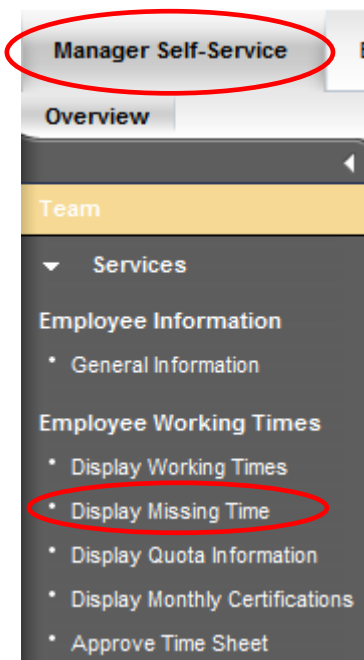 Manager Self-Service
Overview
Team
Services
Employee Information
General Information
Employee Working Times
Display Working Times
Display Missing Time
Display Quota Information
Display Monthly Certifications
Approve Time Sheet